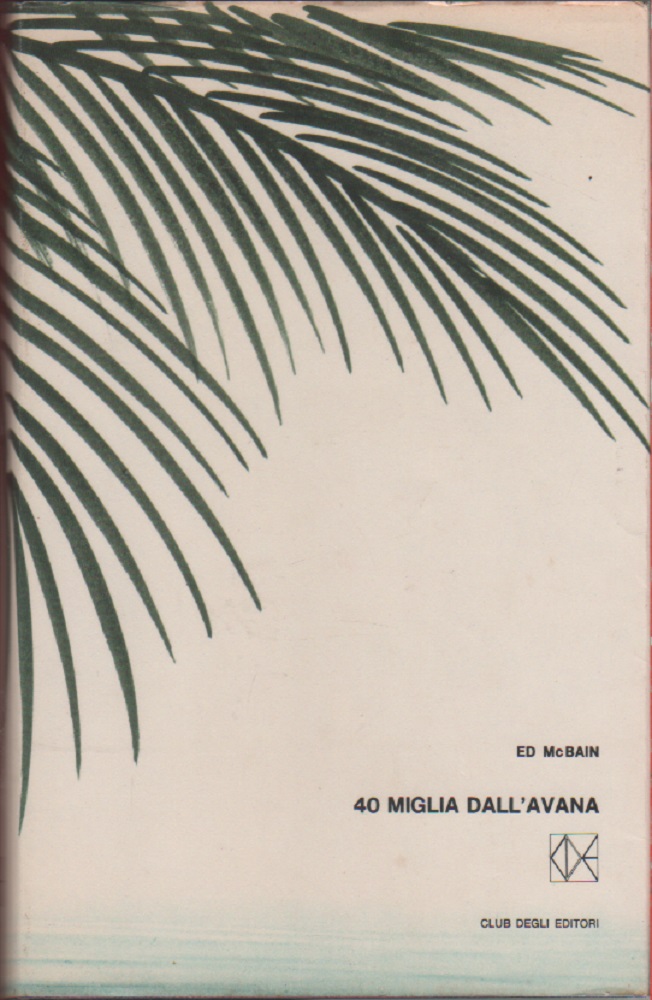 ED McBAIN
40 MIGLIA DALL'AVANA
CLUB DEGLI EDITORI